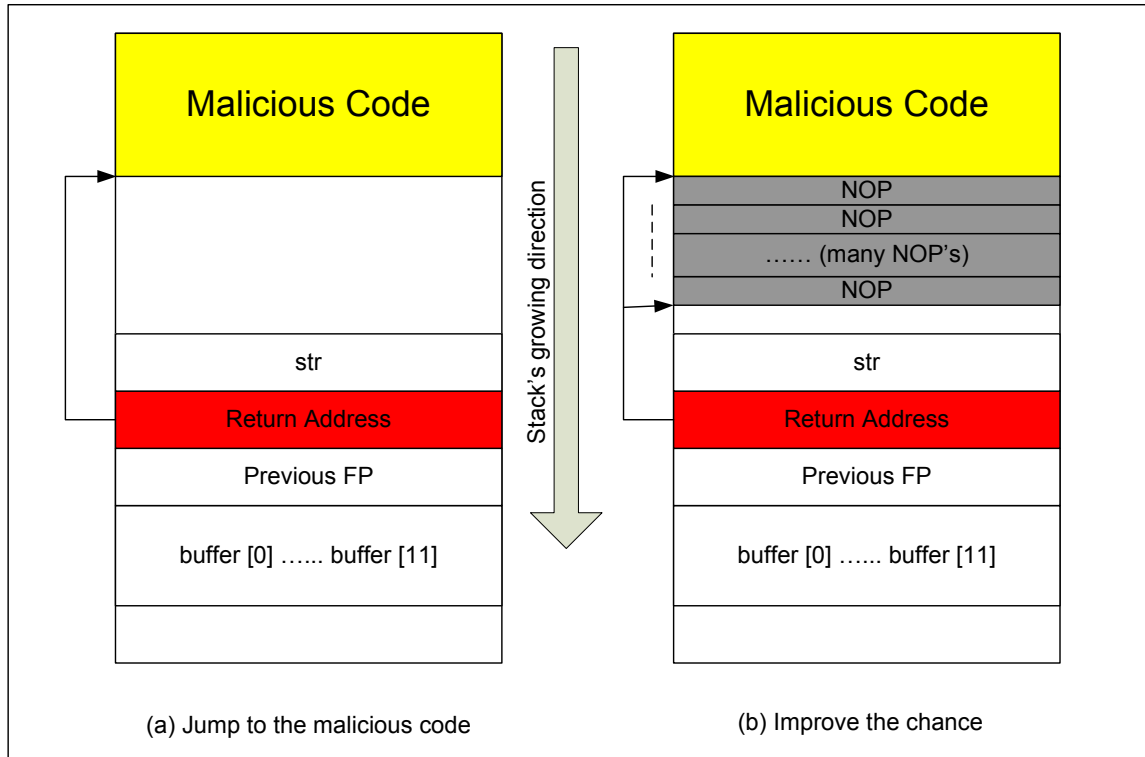 Malicious Code
str
Return Address
Previous FP
buffer [0] …... buffer [11]
(a) Jump to the malicious code
Stack's growing direction
Malicious Code
NOP
NOP
…... (many NOP's)
NOP
str
Return Address
Previous FP
buffer [0] …... buffer [11]
(b) Improve the chance